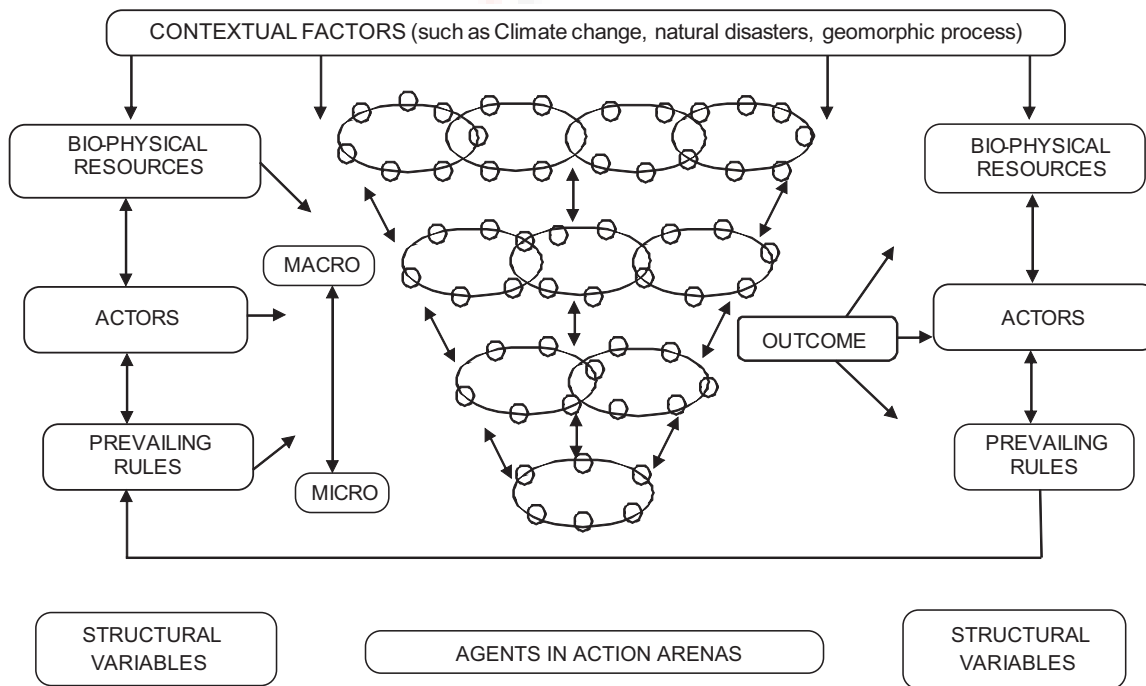 CONTEXTUAL FACTORS (such as Climate change, natural disasters, geomorphic process)
BIO-PHYSICAL
RESOURCES
ACTORS
PREVAILING
RULES
MACRO
MICRO
OUTCOME
BIO-PHYSICAL
RESOURCES
ACTORS
PREVAILING
RULES
STRUCTURAL
VARIABLES
AGENTS IN ACTION ARENAS
STRUCTURAL
VARIABLES